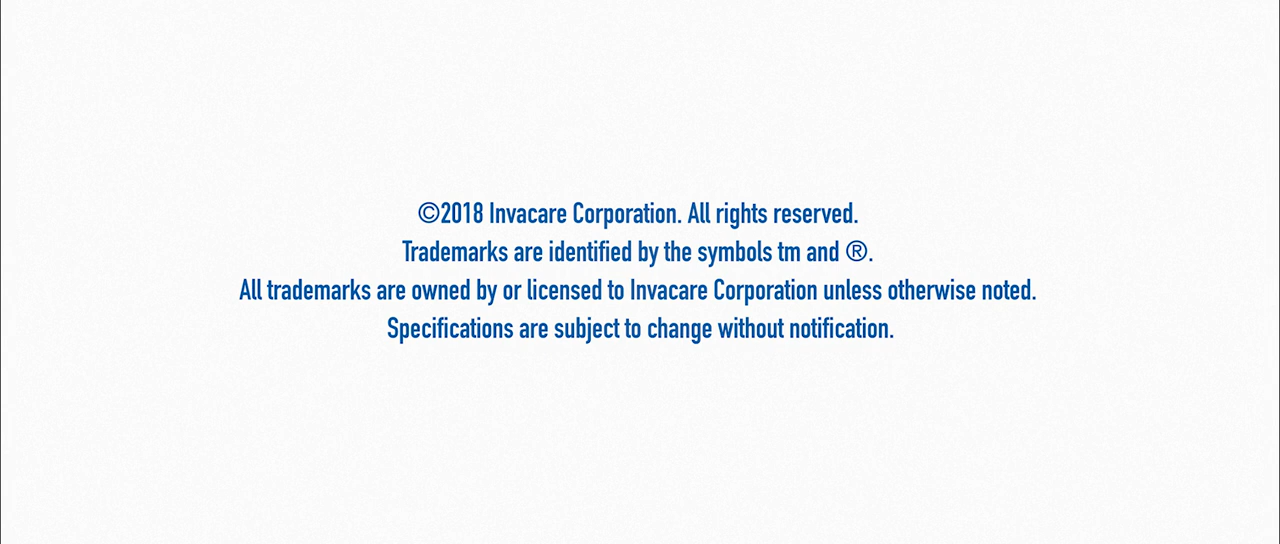 ©2018 Invacare Corporation. All rights reserved.
Trademarks are identified by the symbols tm and ®.
All trademarks are owned by or licensed to Invacare Corporation unless otherwise noted.
Specifications are subject to change without notification.